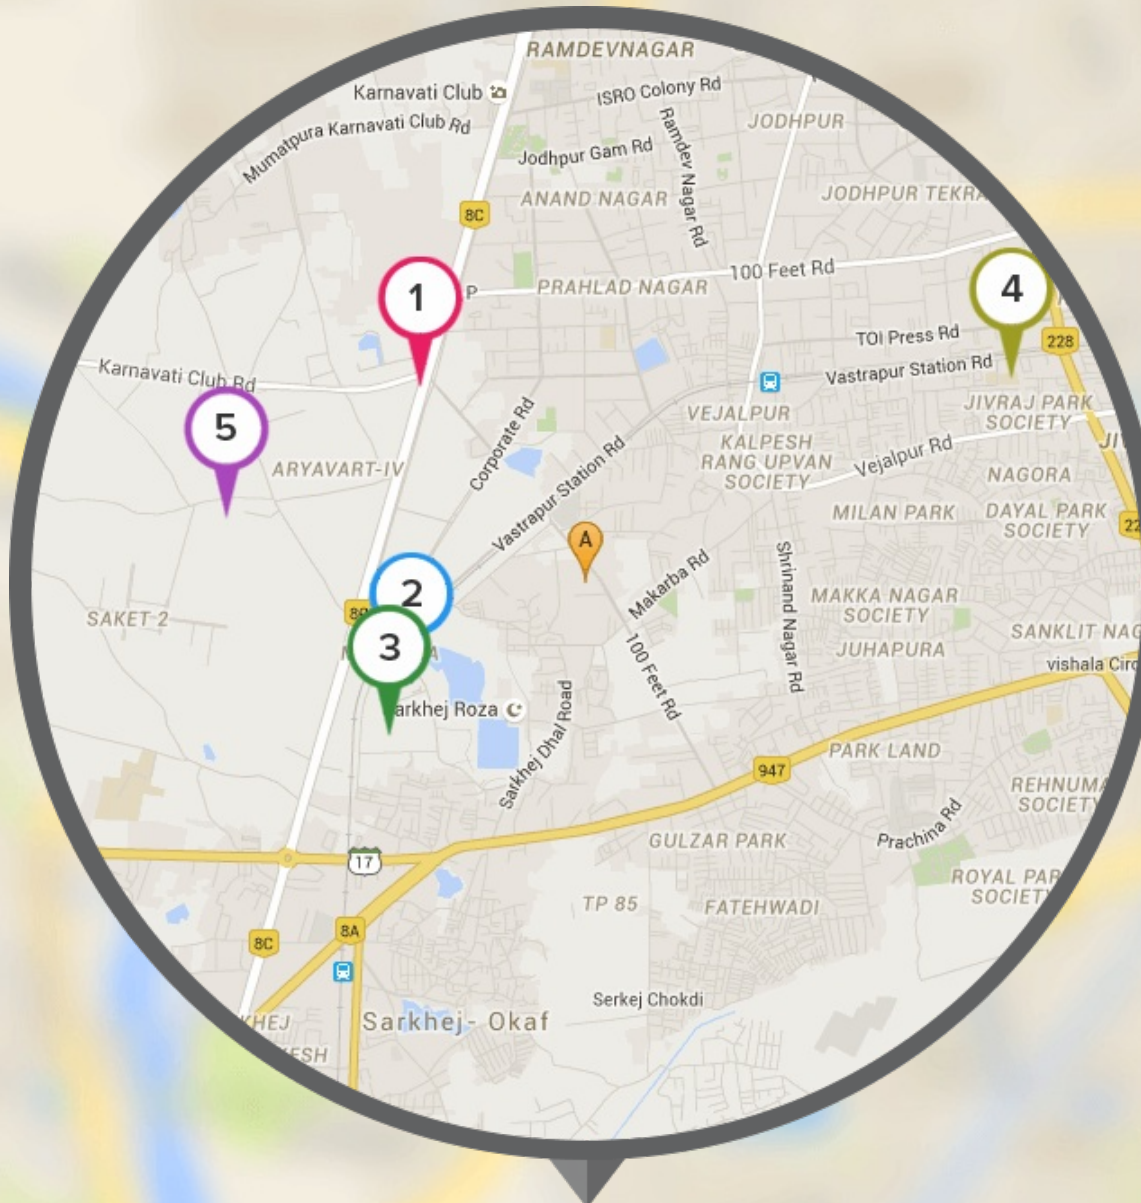 RAMDEVNAGAR
Karnavati Club
ISRO Colony Rd
Mumatpura Karnavati Club Rd
JODHPUR
Ramdev Nagar Rd
Jodhpur Gam Rd
ANAND NAGAR
JODHPUR TEKRA
8C
100 Feet Rd
PRAHLAD NAGAR
P
1
4
TOI Press Rd
228
Karnavati Club Rd
Vastrapur Station Rd
5
Corporate Rd
VEJALPUR
JIVRAJ PARK
SOCIETY
KALPESH
RANG UPVAN
SOCIETY
ARYAVART-IV
Vejalpur Rd
NAGORA
Vastrapur Station Rd
MILAN PARK
DAYAL PARK
SOCIETY
A
Makarba Rd
Shrinand Nagar Rd
2
MAKKA NAGAR
SOCIETY
SAKET 2
3
JUHAPURA
SANKLIT NAG
vishala Circ
100 Feet Rd
arkhej Roza
Sarkhej Dhal Road
PARK LAND
947
REHNUMA
SOCIETY
Prachina Rd
GULZAR PARK
17
ROYAL PAR
SOCIETY
TP 85
FATEHWADI
8A
8C
Serkej Chokdi
Sarkhej- Okaf
KHEJ
ESH